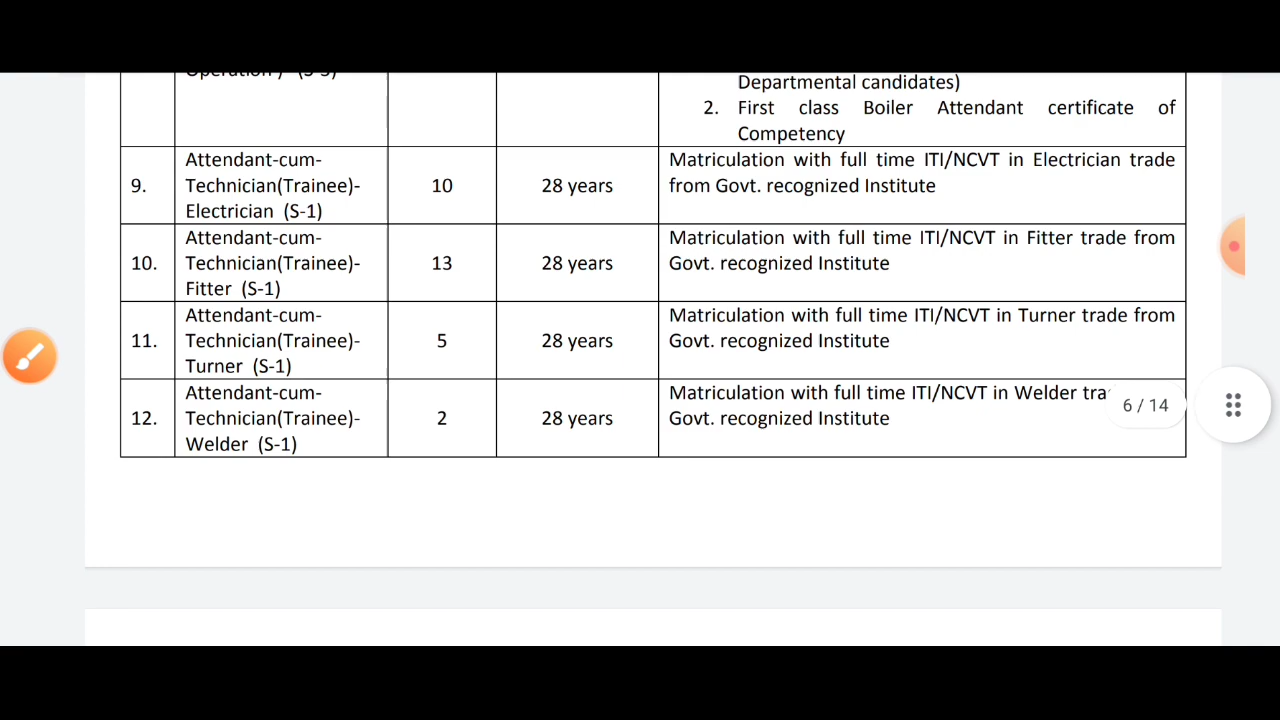 Operation ) (S-3)
Departmental candidates)
2. First class Boiler Attendant certificate of
Competency
9.
Attendant-cum-
Technician(Trainee)-
Electrician (S-1)
10
28 years
Matriculation with full time ITI/NCVT in Electrician trade
from Govt. recognized Institute
10.
Attendant-cum-
Technician(Trainee)-
Fitter (S-1)
13
28 years
Matriculation with full time ITI/NCVT in Fitter trade from
Govt. recognized Institute
11.
Attendant-cum-
Technician(Trainee)-
Turner (S-1)
5
28 years
Matriculation with full time ITI/NCVT in Turner trade from
Govt. recognized Institute
12.
Attendant-cum-
Technician(Trainee)-
Welder (S-1)
2
28 years
Matriculation with full time ITI/NCVT in Welder tra
Govt. recognized Institute
6 / 14